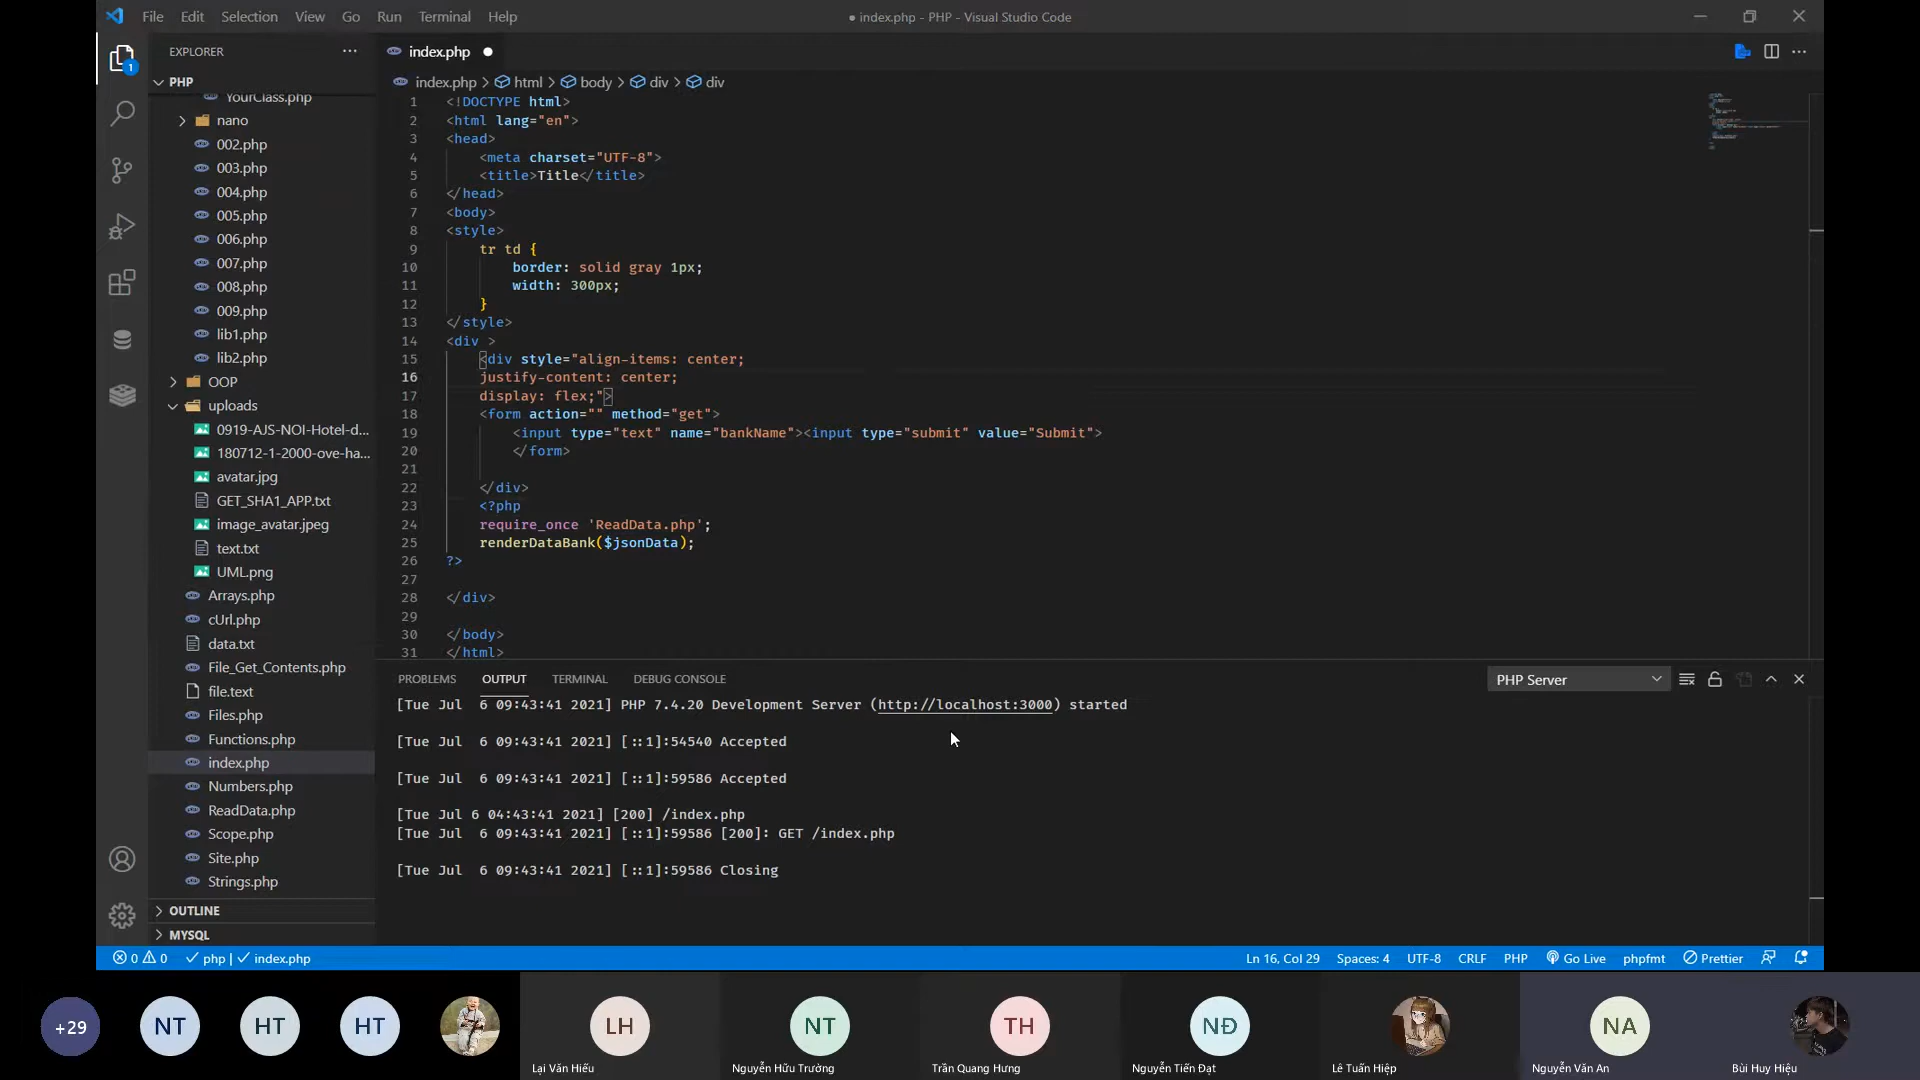 File Edit Selection View Go Run Terminal Help
● index.php - PHP - Visual Studio Code
EXPLORER
PHP
YourClass.php
nano
002.php
003.php
004.php
005.php
006.php
007.php
008.php
009.php
lib1.php
lib2.php
OOP
uploads
0919-AJS-NOI-Hotel-d...
180712-1-2000-ove-ha...
avatar.jpg
GET_SHA1_APP.txt
image_avatar.jpeg
text.txt
UML.png
Arrays.php
cUrl.php
data.txt
File_Get_Contents.php
file.text
Files.php
Functions.php
index.php
Numbers.php
ReadData.php
Scope.php
Site.php
Strings.php
OUTLINE
MYSQL
1
index.php
index.php > html > body > div > div
1 <!DOCTYPE html>
2 <html lang="en">
3 <head>
4 <meta charset="UTF-8">
5 <title>Title</title>
6 </head>
7 <body>
8 <style>
9 tr td {
10 border: solid gray 1px;
11 width: 300px;
12 }
13 </style>
14 <div >
15 <div style="align-items: center;
16 justify-content: center;
17 display: flex;">
18 <form action="" method="get">
19 <input type="text" name="bankName"><input type="submit" value="Submit">
20 </form>
21
22 </div>
23 <?php
24 require_once 'ReadData.php';
25 renderDataBank($jsonData);
26 ?>
27
28 </div>
29
30 </body>
31 </html>
PROBLEMS OUTPUT TERMINAL DEBUG CONSOLE
PHP Server
[Tue Jul  6 09:43:41 2021] PHP 7.4.20 Development Server (http://localhost:3000) started
[Tue Jul  6 09:43:41 2021] [::1]:54540 Accepted
[Tue Jul  6 09:43:41 2021] [::1]:59586 Accepted
[Tue Jul 6 04:43:41 2021] [200] /index.php
[Tue Jul  6 09:43:41 2021] [::1]:59586 [200]: GET /index.php
[Tue Jul  6 09:43:41 2021] [::1]:59586 Closing
0 0 php | index.php
Ln 16, Col 29 Spaces: 4 UTF-8 CRLF PHP Go Live phpfmt Prettier
+29 NT HT HT LH NT TH NĐ NA
Lại Văn Hiếu Nguyễn Hữu Trưởng Trần Quang Hưng Nguyễn Tiến Đạt Lê Tuấn Hiệp Nguyễn Văn An Bùi Huy Hiệu